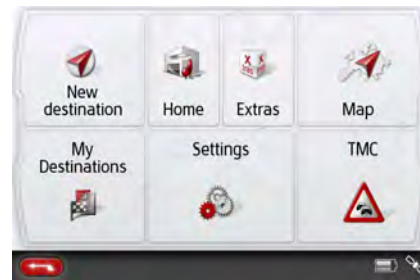 New
destination
Home
Extras
Map
My
Destinations
Settings
TMC